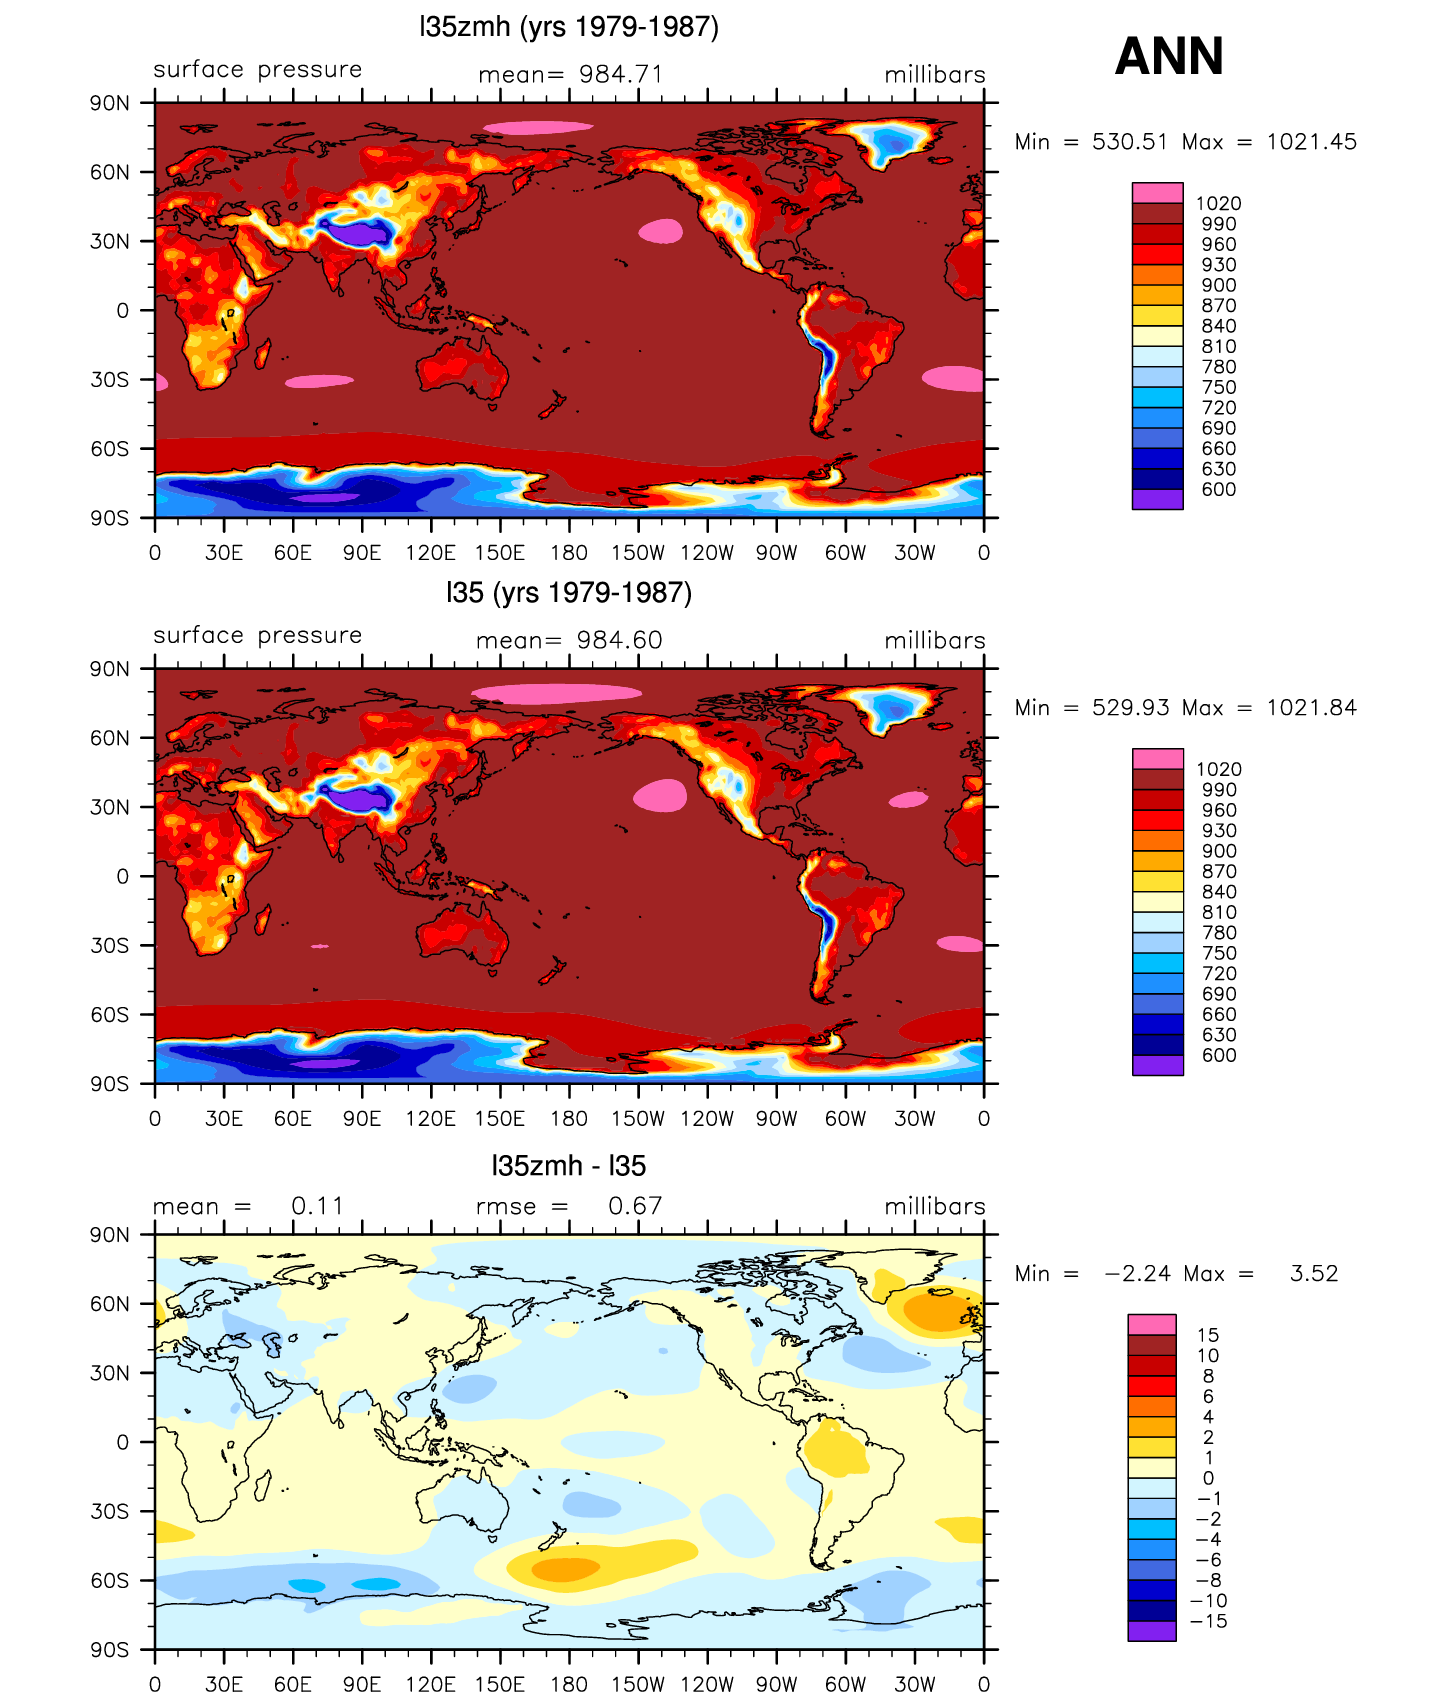 l35zmh (yrs 1979-1987)
ANN
surface pressure mean= 984.71 millibars
Min = 530.51 Max = 1021.45
90N
60N
30N
0
30S
60S
90S
0 30E 60E 90E 120E 150E 180 150W 120W 90W 60W 30W 0
1020
990
960
930
900
870
840
810
780
750
720
690
660
630
600
l35 (yrs 1979-1987)
surface pressure mean= 984.60 millibars
Min = 529.93 Max = 1021.84
90N
60N
30N
0
30S
60S
90S
0 30E 60E 90E 120E 150E 180 150W 120W 90W 60W 30W 0
1020
990
960
930
900
870
840
810
780
750
720
690
660
630
600
l35zmh - l35
mean = 0.11 rmse = 0.67 millibars
Min = -2.24 Max = 3.52
90N
60N
30N
0
30S
60S
90S
0 30E 60E 90E 120E 150E 180 150W 120W 90W 60W 30W 0
15
10
8
6
4
2
1
0
-1
-2
-4
-6
-8
-10
-15